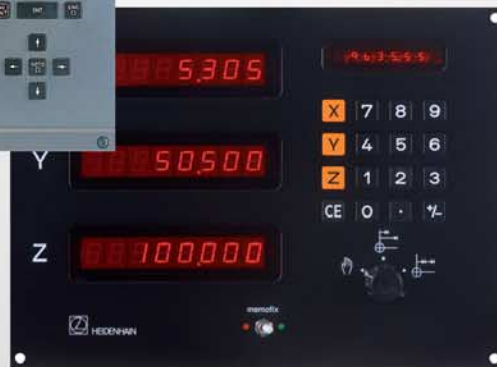 ENT
5.305
Y 50.500
Z 100.000
X 7 8 9
Y 4 5 6
Z 1 2 3
CE 0 · +/-
memofix
HEIDENHAIN